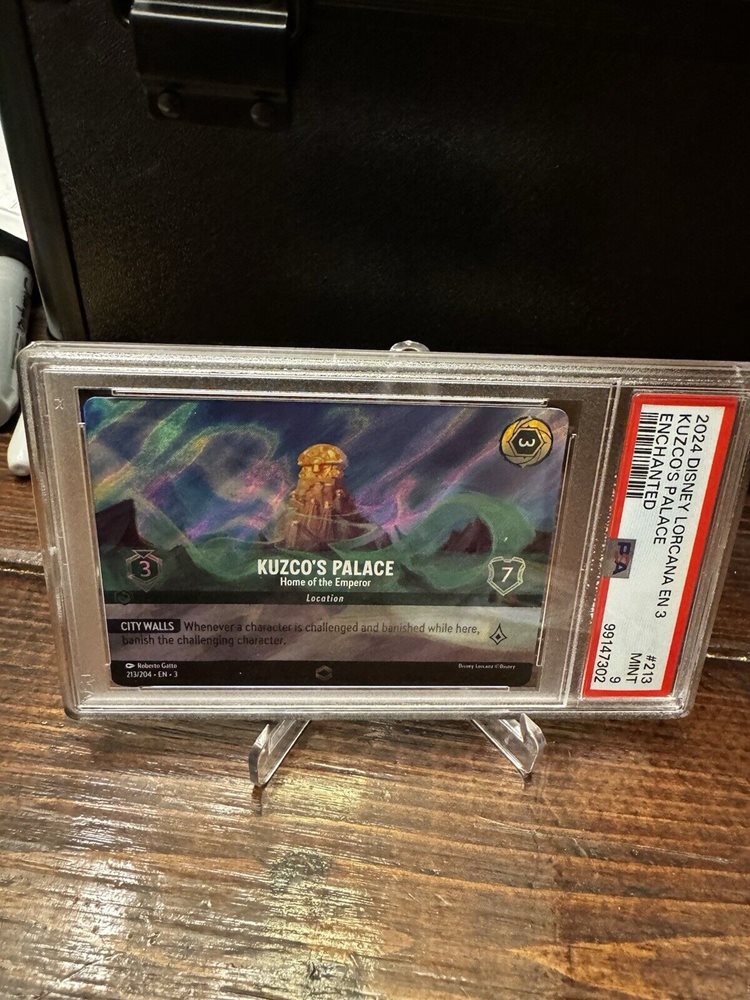 3
3
KUZCO'S PALACE
Home of the Emperor
7
Location
CITY WALLS Whenever a character is challenged and banished while here,
banish the challenging character.
Roberto Gatto
213/204 • EN • 3
Disney Lorcana ©Disney
2024 DISNEY LORCANA EN 3 #213
KUZCO'S PALACE MINT
ENCHANTED 9
PSA 99147302